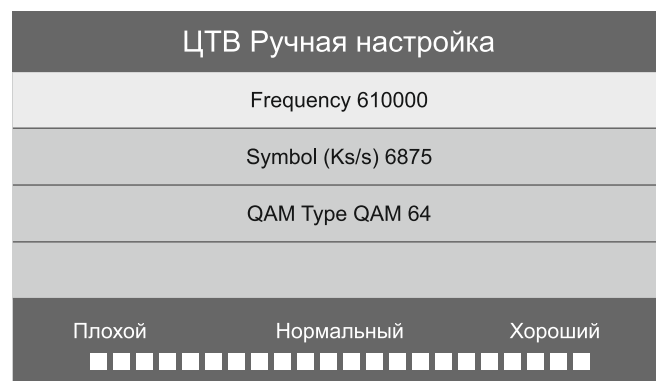 ЦТВ Ручная настройка
Frequency 610000
Symbol (Ks/s) 6875
QAM Type QAM 64
Плохой Нормальный Хороший